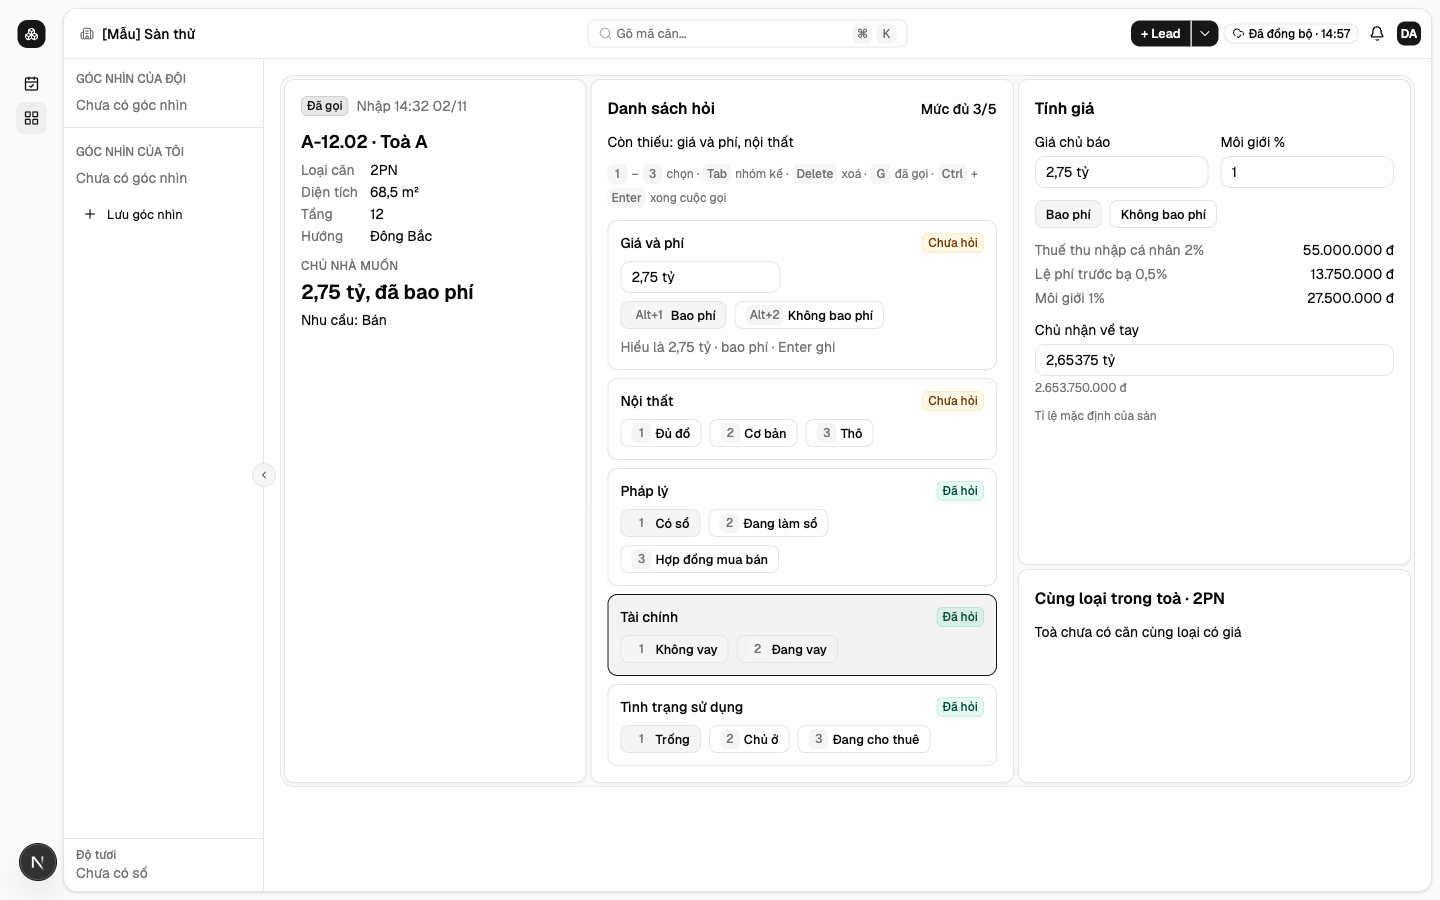 [Mẫu] Sàn thử
Gõ mã căn...
⌘ K
+ Lead
Đã đồng bộ · 14:57
DA
GÓC NHÌN CỦA ĐỘI
Chưa có góc nhìn
GÓC NHÌN CỦA TÔI
Chưa có góc nhìn
+ Lưu góc nhìn
Độ tươi
Chưa có số
N
Đã gọi Nhập 14:32 02/11
A-12.02 · Toà A
Loại căn 2PN
Diện tích 68,5 m²
Tầng 12
Hướng Đông Bắc
CHỦ NHÀ MUỐN
2,75 tỷ, đã bao phí
Nhu cầu: Bán
Danh sách hỏi Mức đủ 3/5
Còn thiếu: giá và phí, nội thất
1 – 3 chọn · Tab nhóm kế · Delete xoá · G đã gọi · Ctrl +
Enter xong cuộc gọi
Giá và phí Chưa hỏi
2,75 tỷ
Alt+1 Bao phí Alt+2 Không bao phí
Hiểu là 2,75 tỷ · bao phí · Enter ghi
Nội thất Chưa hỏi
1 Đủ đồ 2 Cơ bản 3 Thô
Pháp lý Đã hỏi
1 Có sổ 2 Đang làm sổ
3 Hợp đồng mua bán
Tài chính Đã hỏi
1 Không vay 2 Đang vay
Tình trạng sử dụng Đã hỏi
1 Trống 2 Chủ ở 3 Đang cho thuê
Tính giá
Giá chủ báo Môi giới %
2,75 tỷ 1
Bao phí Không bao phí
Thuế thu nhập cá nhân 2% 55.000.000 đ
Lệ phí trước bạ 0,5% 13.750.000 đ
Môi giới 1% 27.500.000 đ
Chủ nhận về tay
2,65375 tỷ
2.653.750.000 đ
Tỉ lệ mặc định của sàn
Cùng loại trong toà · 2PN
Toà chưa có căn cùng loại có giá